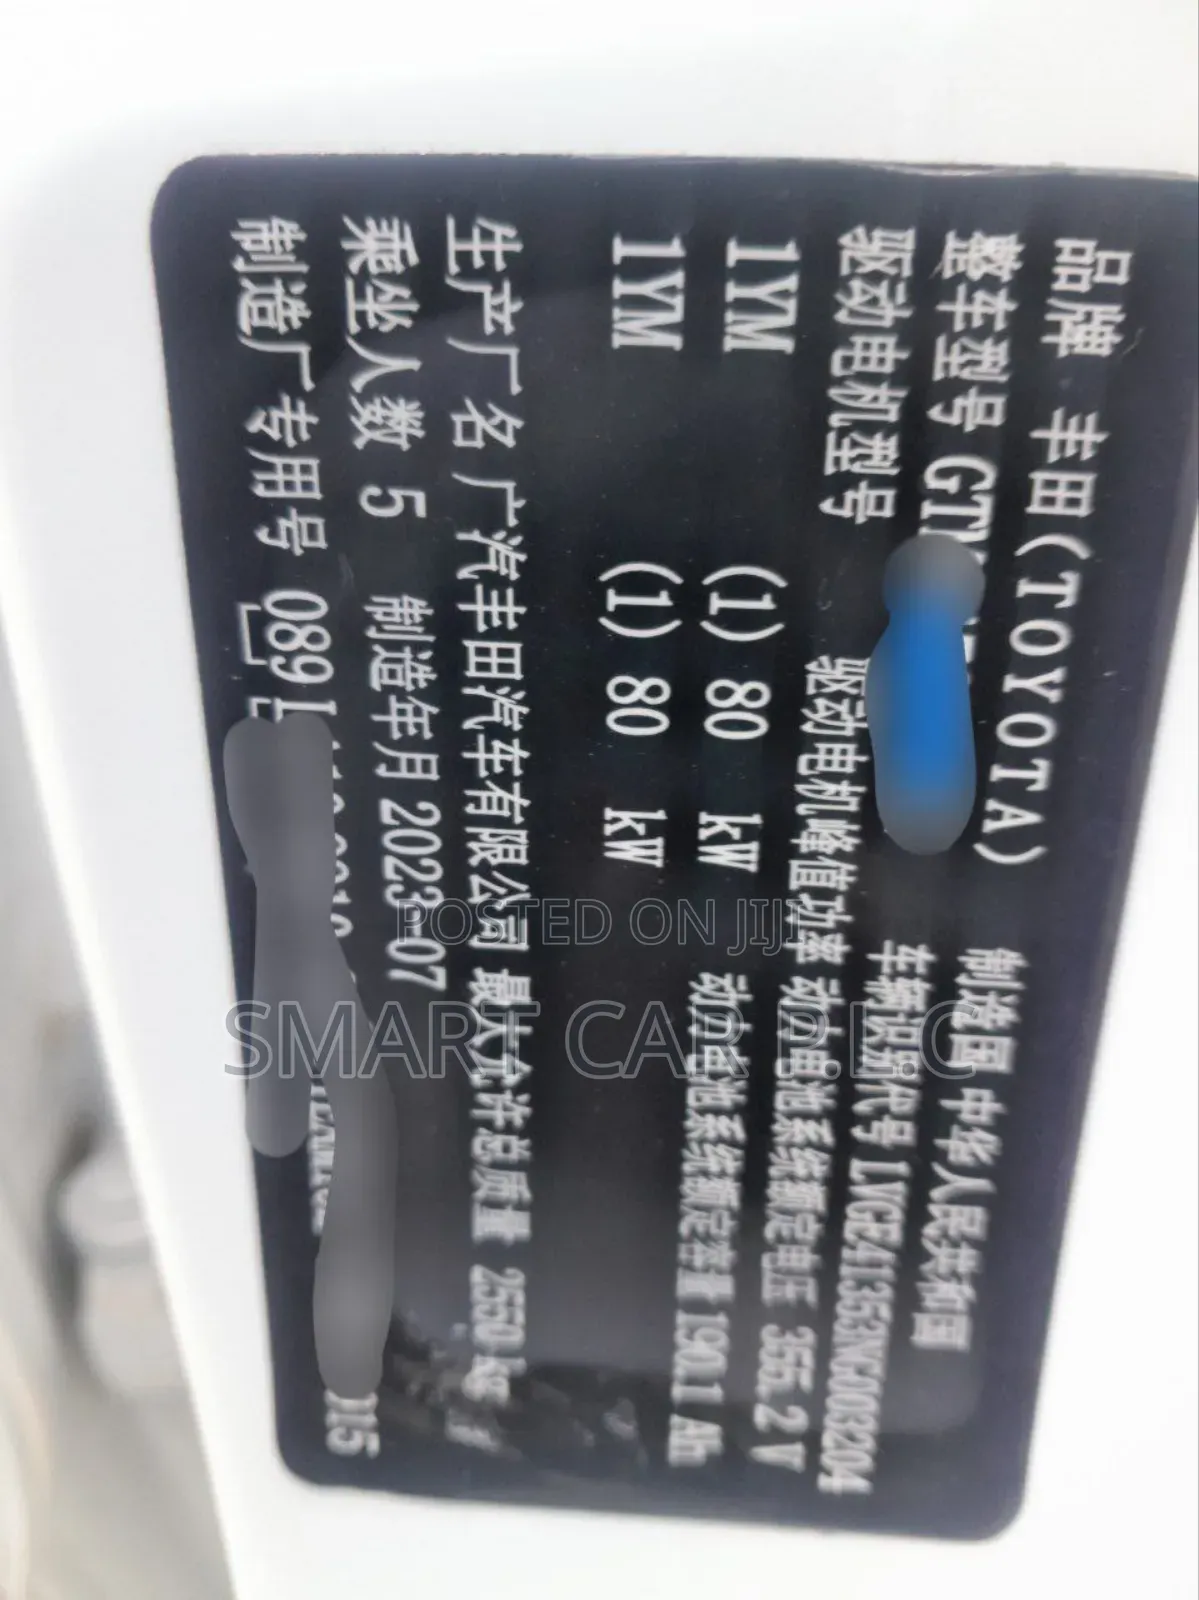 品牌 丰田(TOYOTA) 制造国 中华人民共和国
整车型号 GTM 车辆识别代号 LVGE41353NG003204
驱动电机型号 驱动电机峰值功率 动力电池系统额定电压 355.2 V
1YM (1) 80 kW 动力电池系统额定容量 190.1 Ah
1YM (1) 80 kW
生产厂名 广汽丰田汽车有限公司 最大允许总质量 2550 kg
乘坐人数 5 制造年月 2023-07
制造厂专用号 089L
POSTED ON JIJI
SMART CAR P.L.C